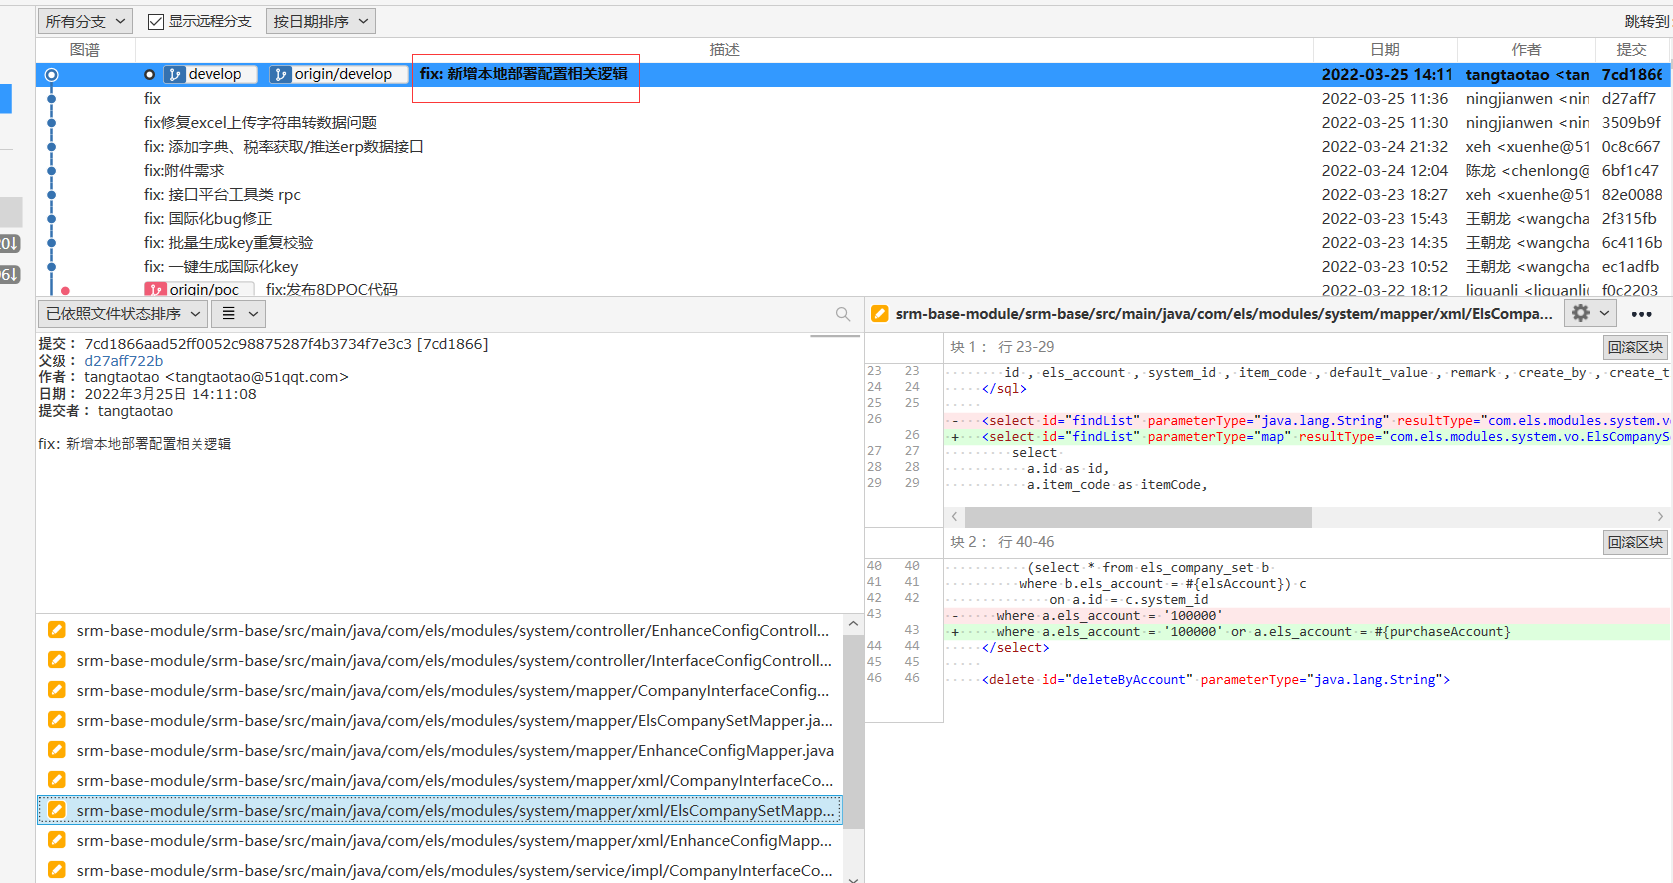 所有分支 显示远程分支 按日期排序 跳转到:
图谱 描述 日期 作者 提交
develop origin/develop fix: 新增本地部署配置相关逻辑 2022-03-25 14:11 tangtaotao <tan 7cd1866
fix 2022-03-25 11:36 ningjianwen <nin d27aff7
fix修复excel上传字符串转数据问题 2022-03-25 11:30 ningjianwen <nin 3509b9f
fix: 添加字典、税率获取/推送erp数据接口 2022-03-24 21:32 xeh <xuenhe@51 0c8c667
fix:附件需求 2022-03-24 12:04 陈龙 <chenlong@ 6bf1c47
fix: 接口平台工具类 rpc 2022-03-23 18:27 xeh <xuenhe@51 82e0088
fix: 国际化bug修正 2022-03-23 15:43 王朝龙 <wangcha 2f315fb
fix: 批量生成key重复校验 2022-03-23 14:35 王朝龙 <wangcha 6c4116b
fix: 一键生成国际化key 2022-03-23 10:52 王朝龙 <wangcha ec1adfb
origin/poc fix:发布8DPOC代码 2022-03-22 18:12 liquanli <liquanli@ f0c2203
20↓
96↓
已依照文件状态排序
提交： 7cd1866aad52ff0052c98875287f4b3734f7e3c3 [7cd1866]
父级： d27aff722b
作者： tangtaotao <tangtaotao@51qqt.com>
日期： 2022年3月25日 14:11:08
提交者： tangtaotao
fix: 新增本地部署配置相关逻辑
srm-base-module/srm-base/src/main/java/com/els/modules/system/controller/EnhanceConfigControll...
srm-base-module/srm-base/src/main/java/com/els/modules/system/controller/InterfaceConfigControll...
srm-base-module/srm-base/src/main/java/com/els/modules/system/mapper/CompanyInterfaceConfig...
srm-base-module/srm-base/src/main/java/com/els/modules/system/mapper/ElsCompanySetMapper.ja...
srm-base-module/srm-base/src/main/java/com/els/modules/system/mapper/EnhanceConfigMapper.java
srm-base-module/srm-base/src/main/java/com/els/modules/system/mapper/xml/CompanyInterfaceCo...
srm-base-module/srm-base/src/main/java/com/els/modules/system/mapper/xml/ElsCompanySetMapp...
srm-base-module/srm-base/src/main/java/com/els/modules/system/mapper/xml/EnhanceConfigMapp...
srm-base-module/srm-base/src/main/java/com/els/modules/system/service/impl/CompanyInterfaceCo...
srm-base-module/srm-base/src/main/java/com/els/modules/system/mapper/xml/ElsCompa...
块 1： 行 23-29 回滚区块
23 23 id , els_account , system_id , item_code , default_value , remark , create_by , create_t
24 24 </sql>
25 25
26 - <select id="findList" parameterType="java.lang.String" resultType="com.els.modules.system.vo
26 + <select id="findList" parameterType="map" resultType="com.els.modules.system.vo.ElsCompanyS
27 27 select
28 28 a.id as id,
29 29 a.item_code as itemCode,
块 2： 行 40-46 回滚区块
40 40 (select * from els_company_set b
41 41 where b.els_account = #{elsAccount}) c
42 42 on a.id = c.system_id
43 - where a.els_account = '100000'
43 + where a.els_account = '100000' or a.els_account = #{purchaseAccount}
44 44 </select>
45 45
46 46 <delete id="deleteByAccount" parameterType="java.lang.String">